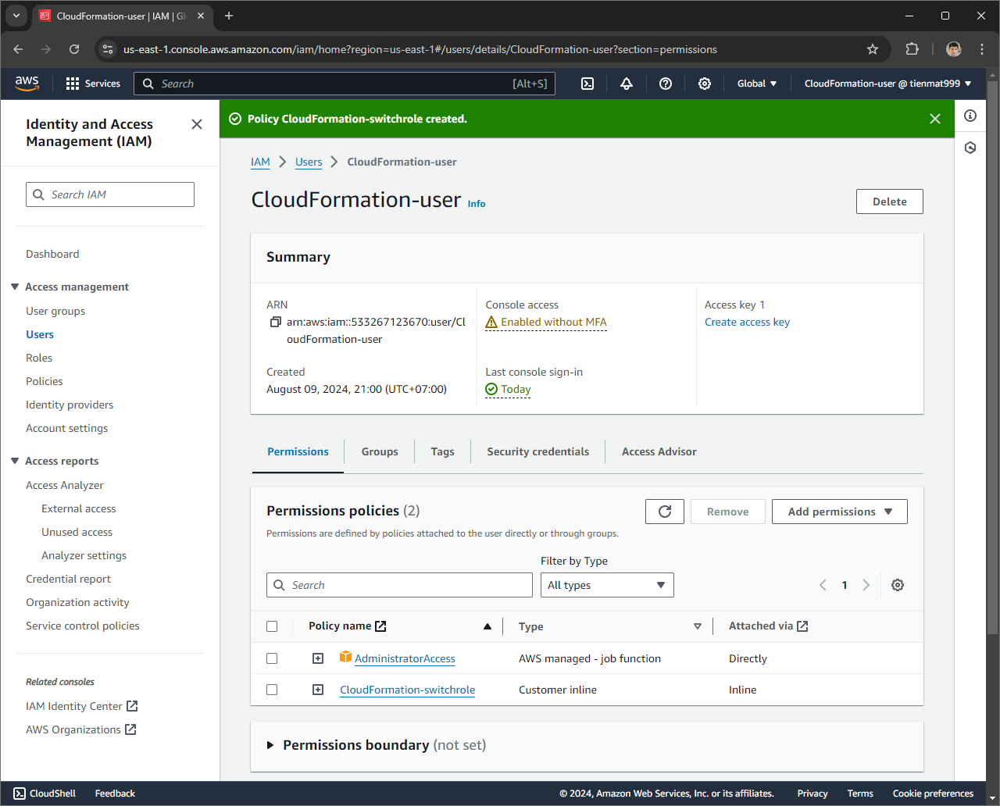 CloudFormation-user | IAM | Gl
us-east-1.console.aws.amazon.com/iam/home?region=us-east-1#/users/details/CloudFormation-user?section=permissions
aws
Services
Search
[Alt+S]
Global
CloudFormation-user @ tienmat999
Identity and Access
Management (IAM)
Search IAM
Dashboard
Access management
User groups
Users
Roles
Policies
Identity providers
Account settings
Access reports
Access Analyzer
External access
Unused access
Analyzer settings
Credential report
Organization activity
Service control policies
Related consoles
IAM Identity Center
AWS Organizations
Policy CloudFormation-switchrole created.
IAM
Users
CloudFormation-user
CloudFormation-user Info
Delete
Summary
ARN
arn:aws:iam::533267123670:user/Cl
oudFormation-user
Console access
Enabled without MFA
Access key 1
Create access key
Created
August 09, 2024, 21:00 (UTC+07:00)
Last console sign-in
Today
Permissions
Groups
Tags
Security credentials
Access Advisor
Permissions policies (2)
Remove
Add permissions
Permissions are defined by policies attached to the user directly or through groups.
Filter by Type
Search
All types
1
Policy name
Type
Attached via
AdministratorAccess
AWS managed - job function
Directly
CloudFormation-switchrole
Customer inline
Inline
Permissions boundary (not set)
CloudShell
Feedback
© 2024, Amazon Web Services, Inc. or its affiliates.
Privacy
Terms
Cookie preferences